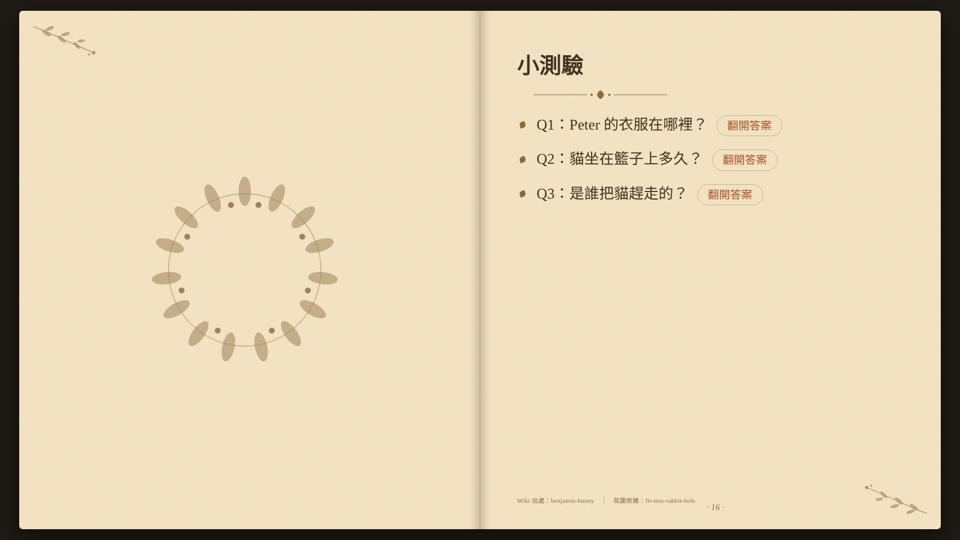 小測驗
Q1：Peter 的衣服在哪裡？ 翻開答案
Q2：貓坐在籃子上多久？ 翻開答案
Q3：是誰把貓趕走的？ 翻開答案
Wiki 出處：benjamin-bunny ｜ 氛圍依據：fir-tree-rabbit-hole
· 16 ·